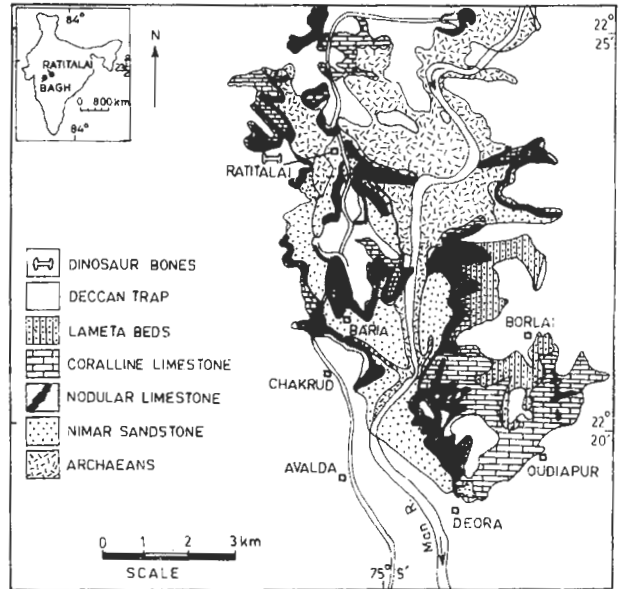 84°
RATITALAI
BAGH
23°
0 800 km
84°
N
22°
25'
RATITALAI
DINOSAUR BONES
DECCAN TRAP
LAMETA BEDS
CORALLINE LIMESTONE
NODULAR LIMESTONE
NIMAR SANDSTONE
ARCHAEANS
BARIA
BORLAI
CHAKRUD
22°
20'
AVALDA
OUDIAPUR
DEORA
Man R.
0 1 2 3 km
SCALE
75° 5'